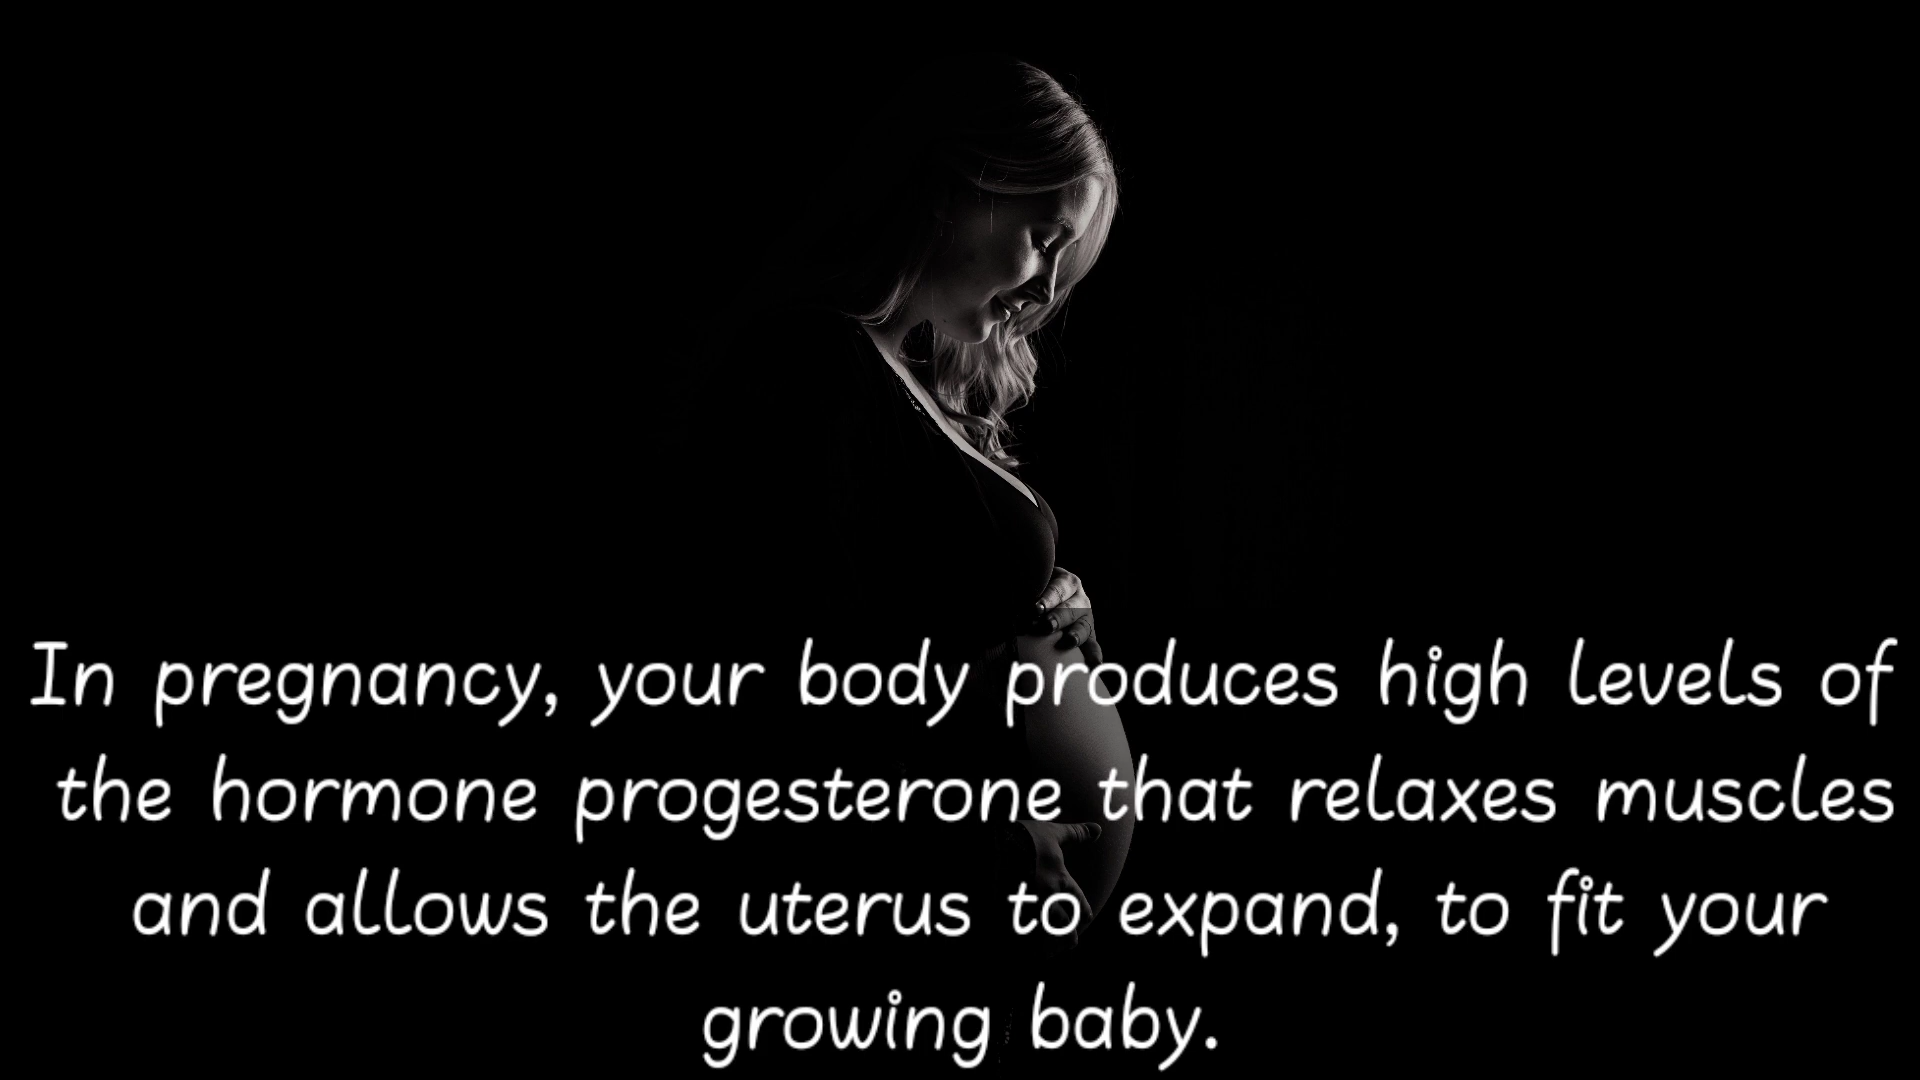 In pregnancy, your body produces high levels of
the hormone progesterone that relaxes muscles
and allows the uterus to expand, to fit your
growing baby.